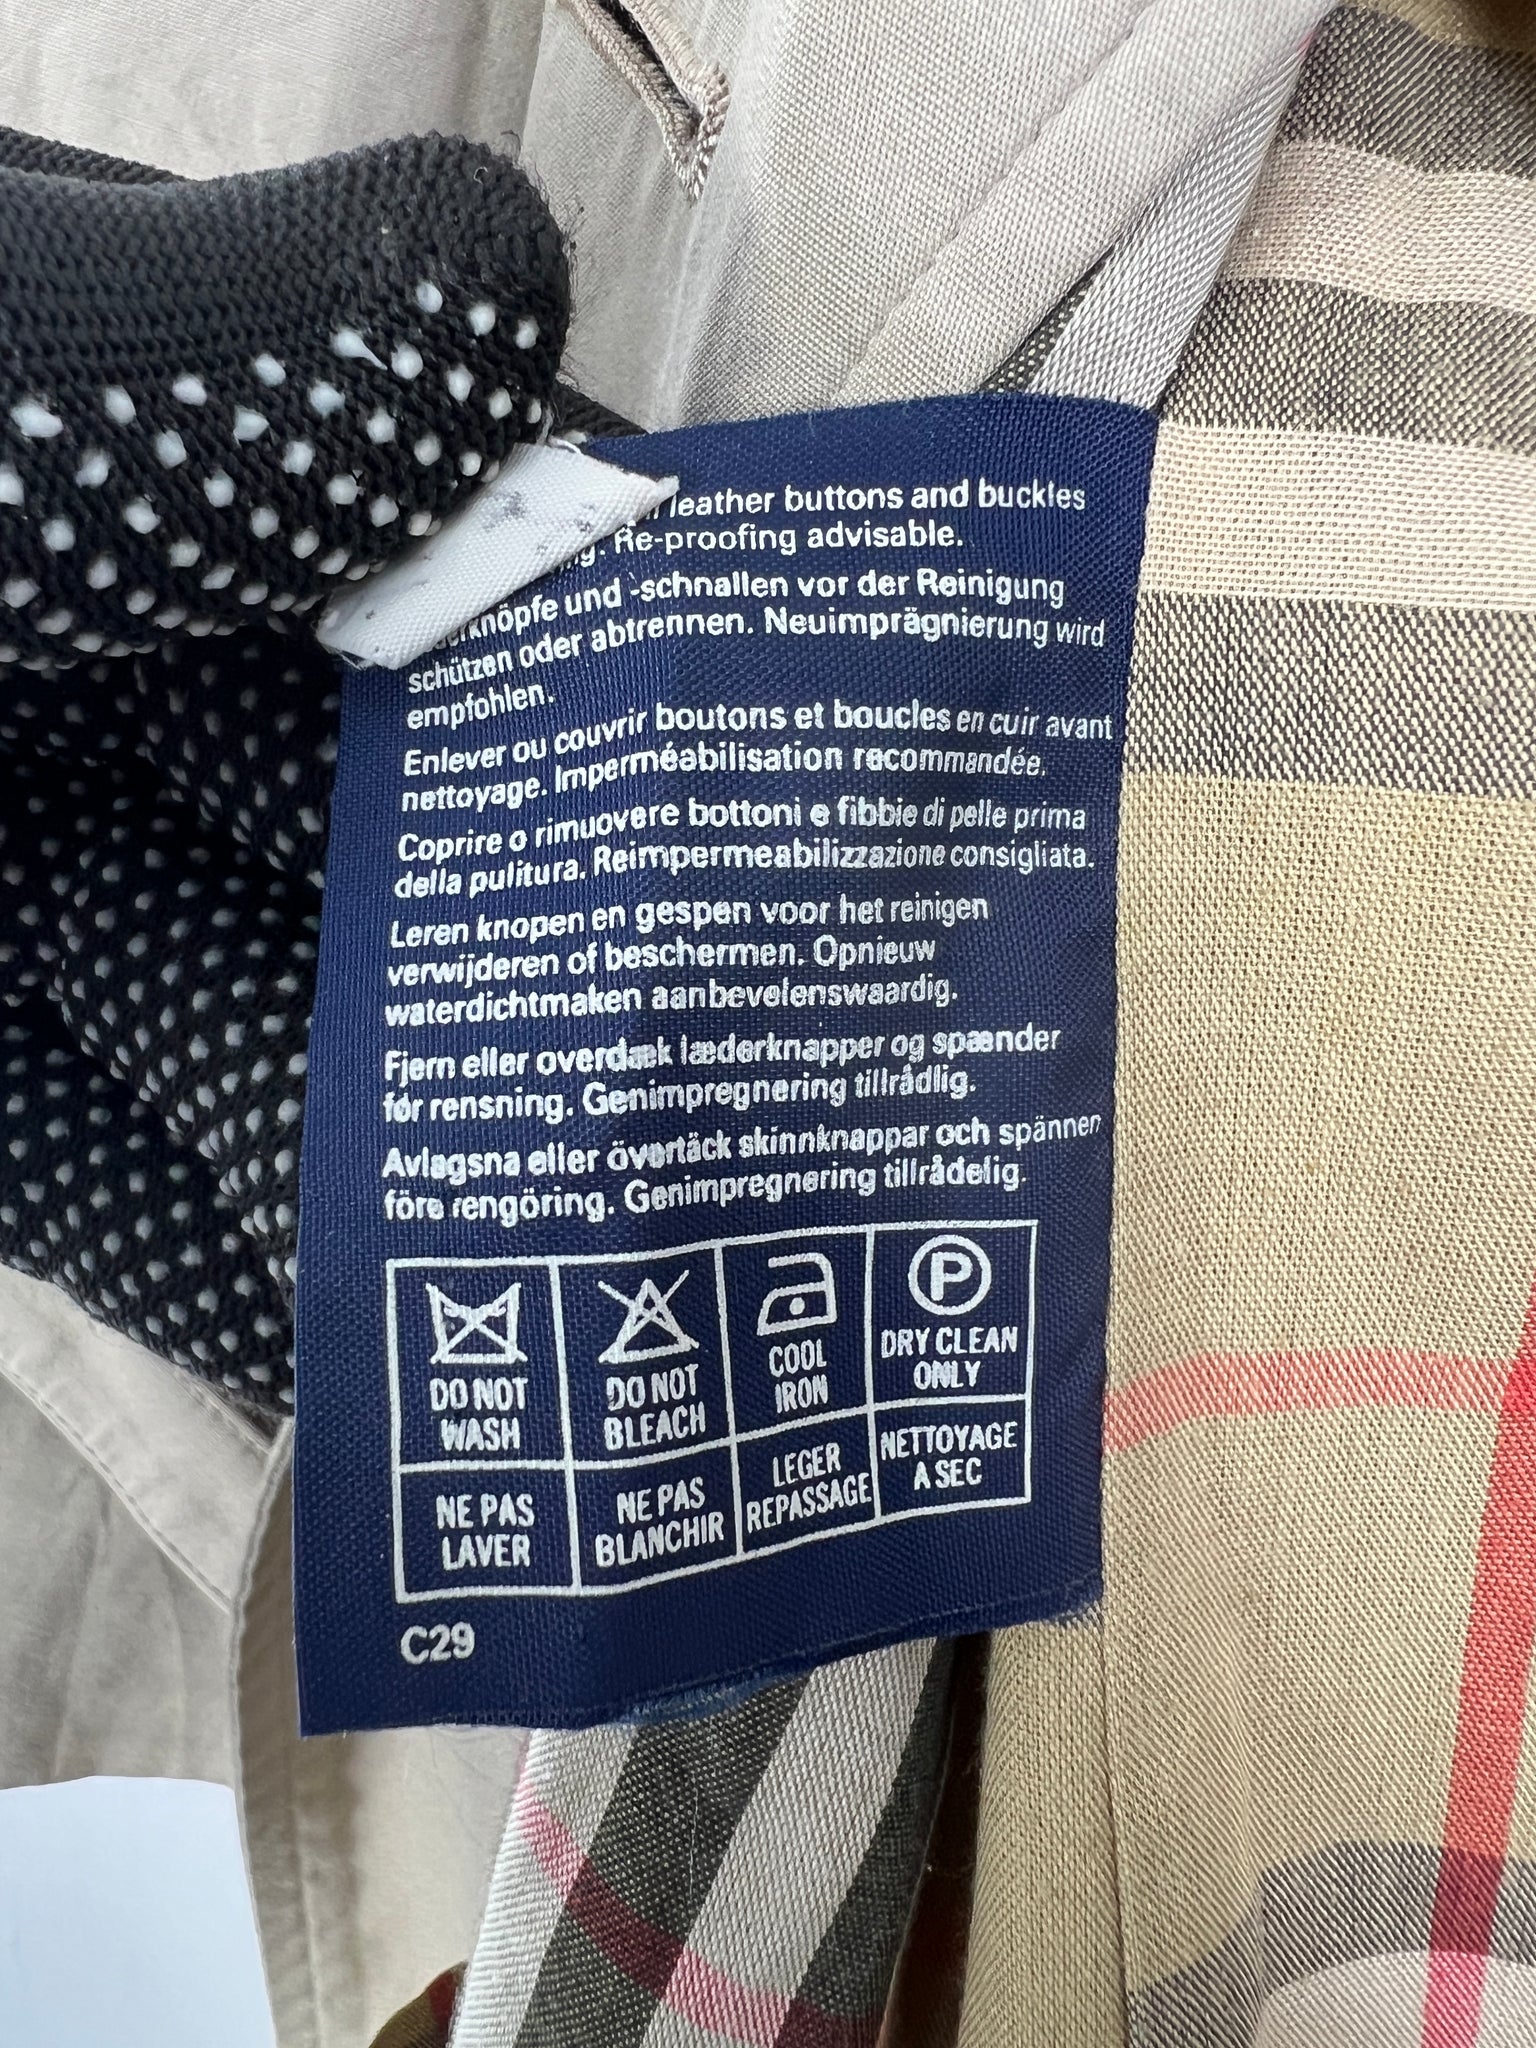 leather buttons and buckles
Re-proofing advisable.
und -schnallen vor der Reinigung
schützen oder abtrennen. Neuimprägnierung wird
empfohlen.
Enlever ou couvrir boutons et boucles en cuir avant
nettoyage. Imperméabilisation recommandée.
Coprire o rimuovere bottoni e fibbie di pelle prima
della pulitura. Reimpermeabilizzazione consigliata.
Leren knopen en gespen voor het reinigen
verwijderen of beschermen. Opnieuw
waterdichtmaken aanbevelenswaardig.
Fjern eller overdæk læderknapper og spænder
før rensning. Genimpregnering tillrådlig.
Avlagsna eller övertäck skinnknappar och spännen
före rengöring. Genimpregnering tillrådelig.
DO NOT
WASH
DO NOT
BLEACH
COOL
IRON
P
DRY CLEAN
ONLY
NE PAS
LAVER
NE PAS
BLANCHIR
LEGER
REPASSAGE
NETTOYAGE
A SEC
C29